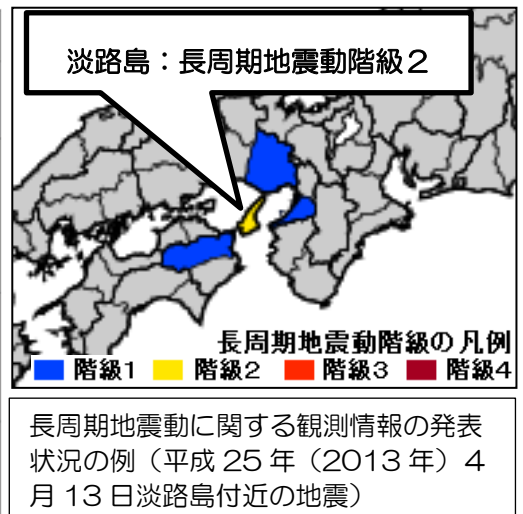 淡路島：長周期地震動階級２
長周期地震動階級の凡例
階級1 階級2 階級3 階級4
長周期地震動に関する観測情報の発表
状況の例（平成 25 年（2013 年）４
月 13 日淡路島付近の地震）